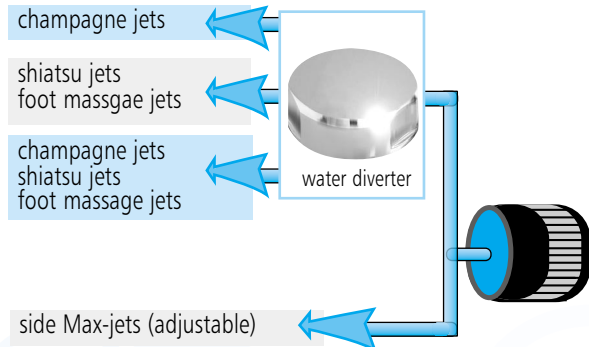 champagne jets
shiatsu jets
foot massgae jets
champagne jets
shiatsu jets
foot massage jets
water diverter
side Max-jets (adjustable)